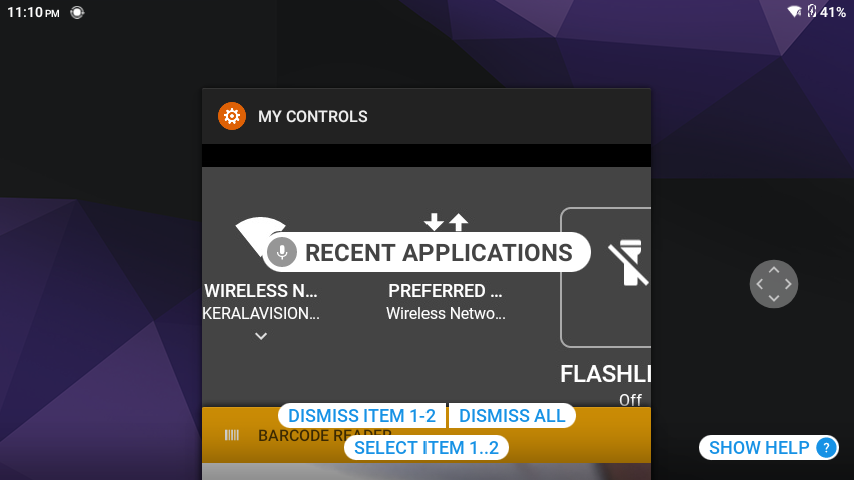 11:10 PM
41%
MY CONTROLS
RECENT APPLICATIONS
WIRELESS N...
PREFERRED ...
KERALAVISION...
Wireless Netwo...
FLASHLI
Off
DISMISS ITEM 1-2
DISMISS ALL
BARCODE READER
SELECT ITEM 1..2
SHOW HELP ?